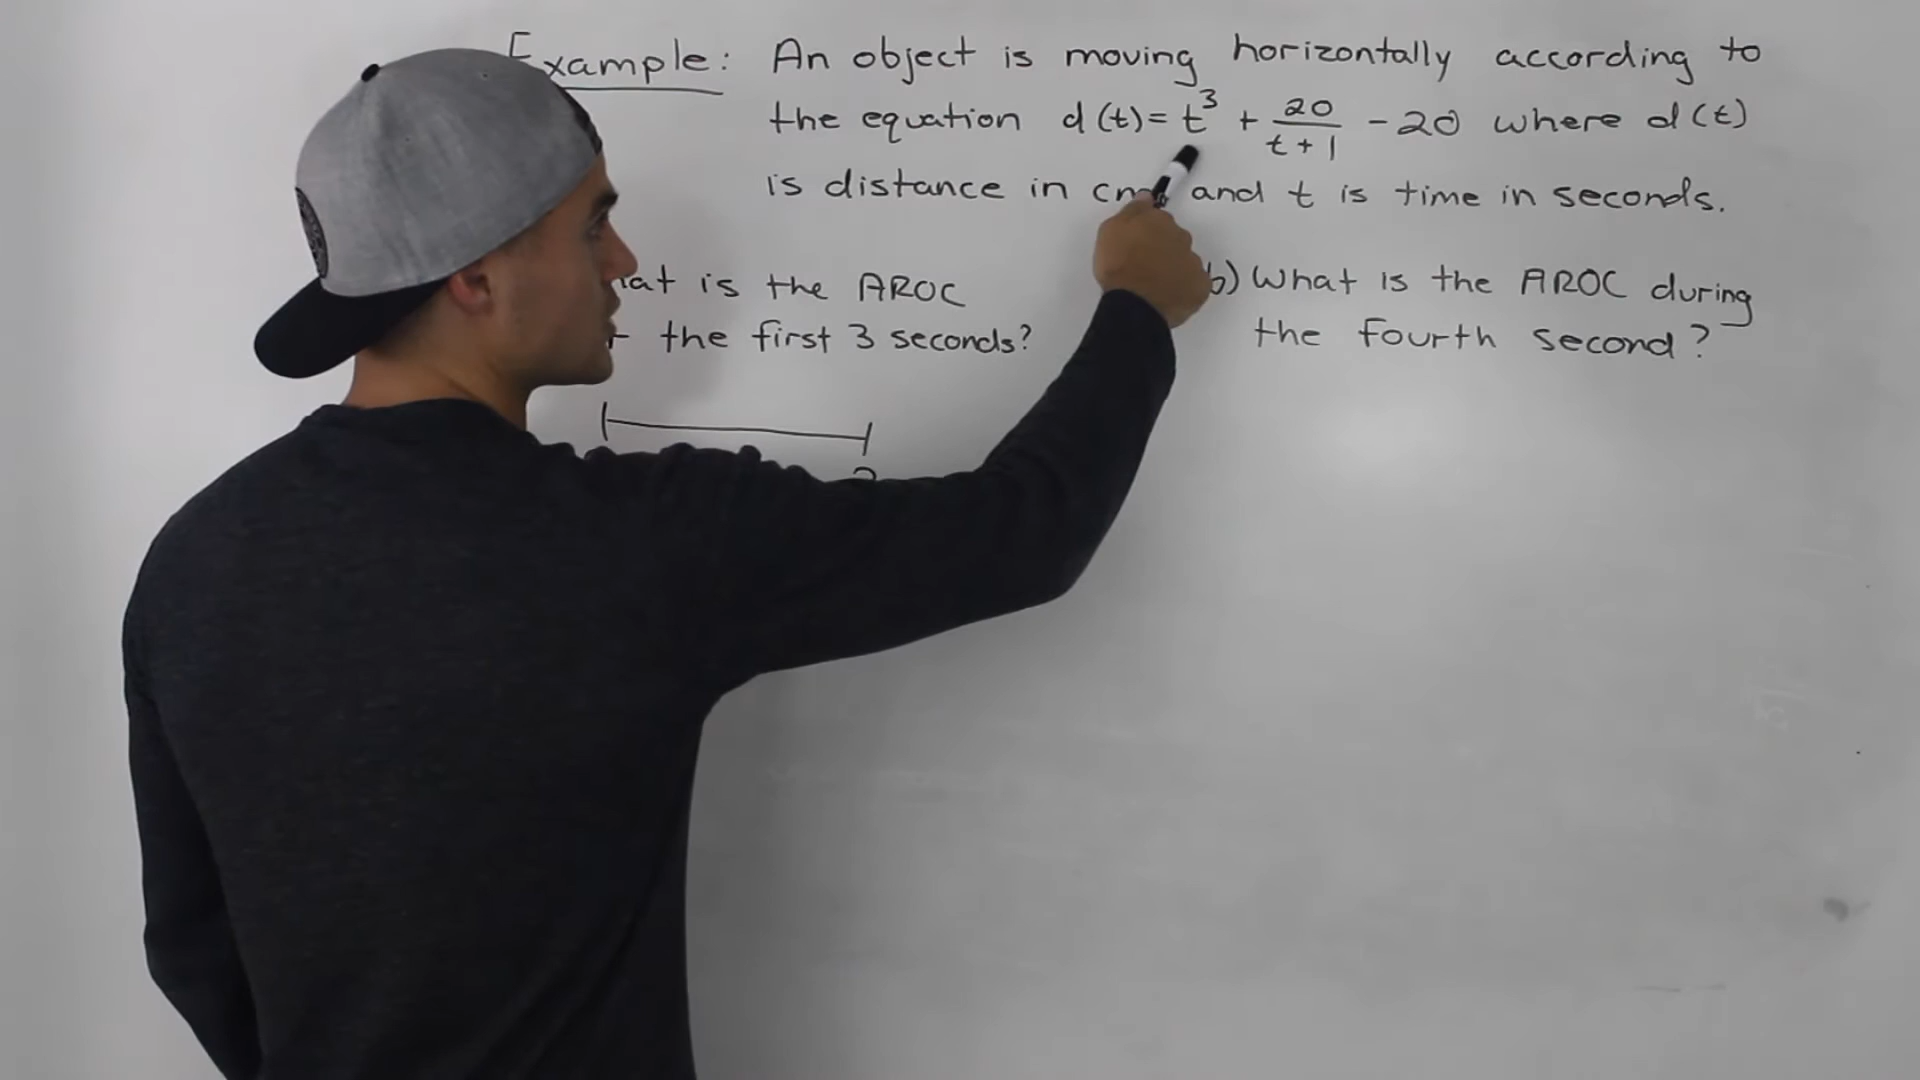 Example: An object is moving horizontally according to
the equation d(t) = t³ + 20/(t+1) - 20 where d(t)
is distance in cm and t is time in seconds.
is the AROC
the first 3 seconds?
b) What is the AROC during
the fourth second?